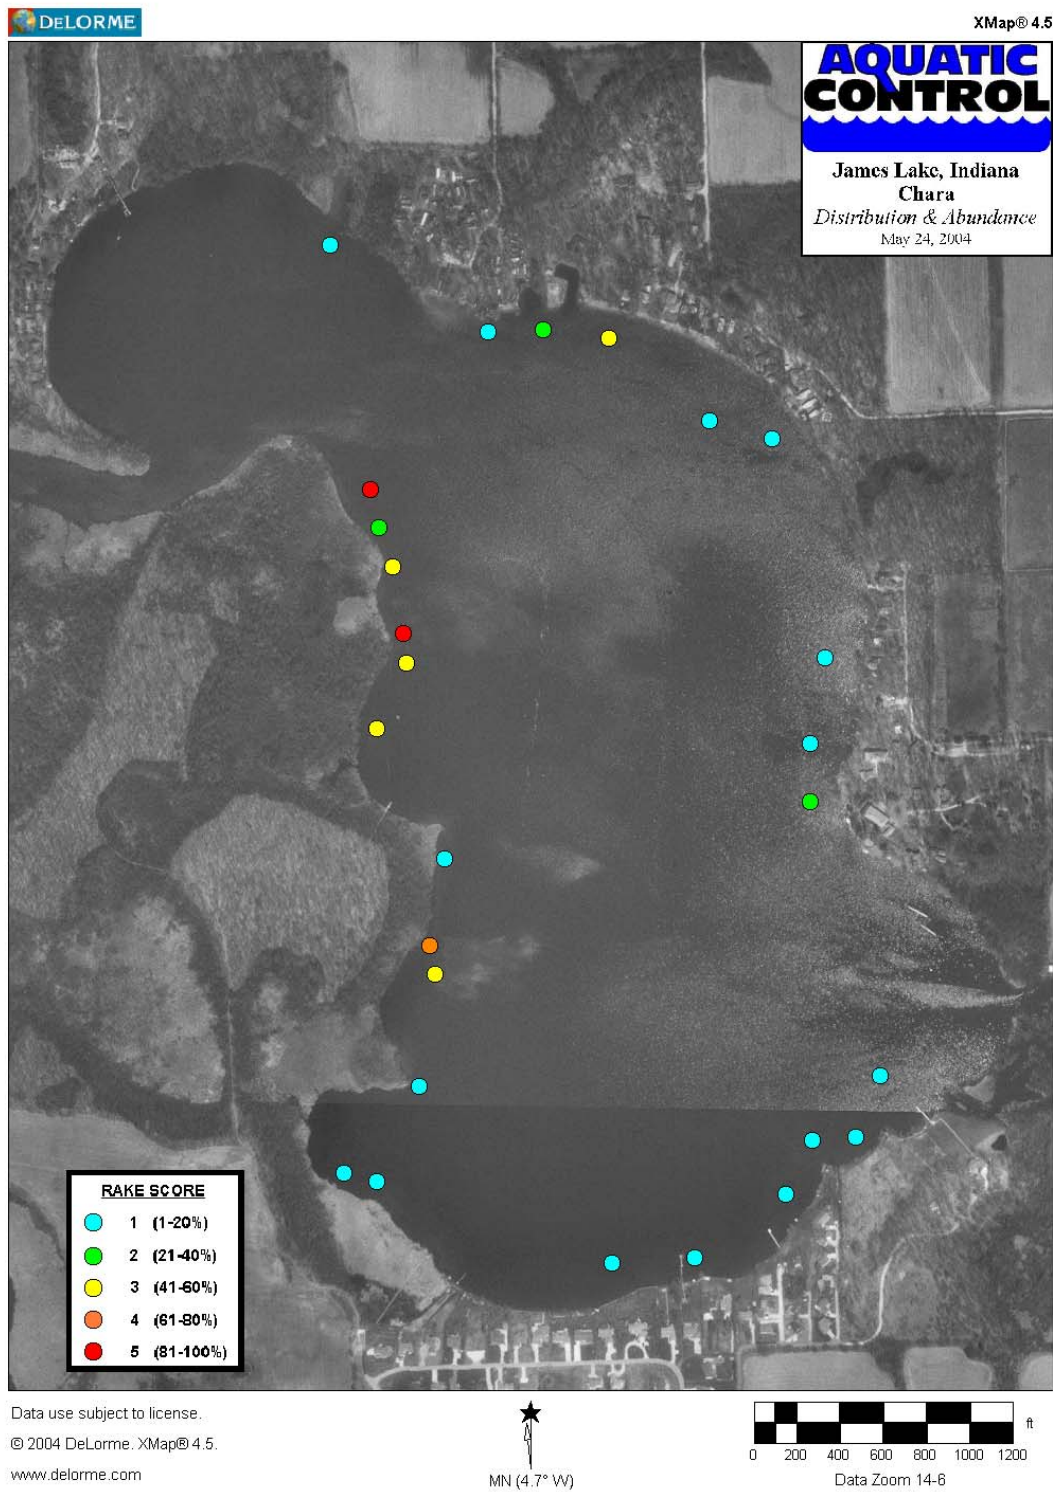 DELORME
XMap® 4.5
AQUATIC
CONTROL
James Lake, Indiana
Chara
Distribution & Abundance
May 24, 2004
RAKE SCORE
1 (1-20%)
2 (21-40%)
3 (41-60%)
4 (61-80%)
5 (81-100%)
Data use subject to license.
© 2004 DeLorme. XMap® 4.5.
www.delorme.com
MN (4.7° W)
ft
0 200 400 600 800 1000 1200
Data Zoom 14-6